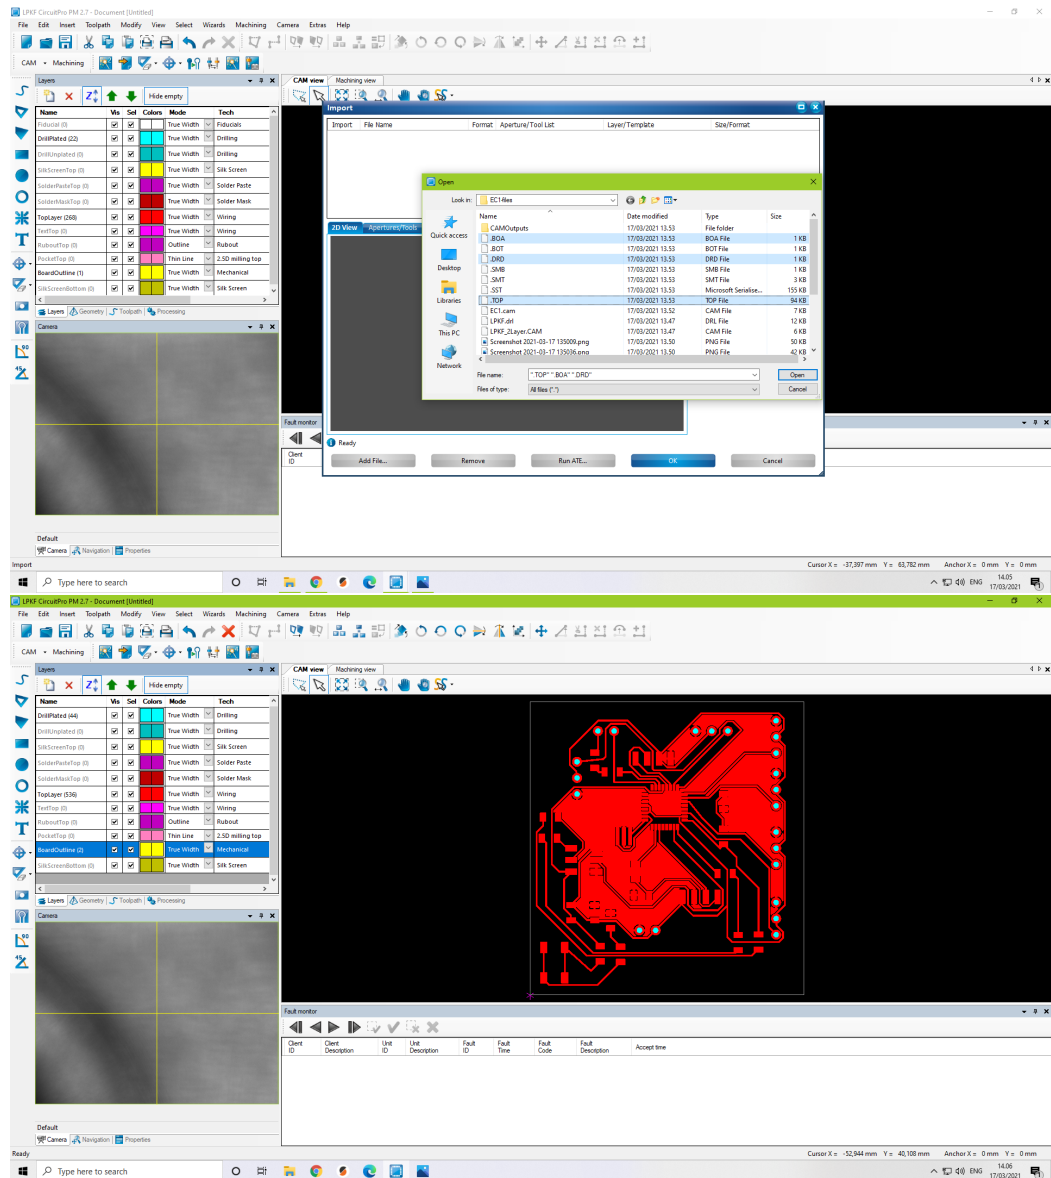 LPKF CircuitPro PM 2.7 - Document [Untitled]
File Edit Insert Toolpath Modify View Select Wizards Machining Camera Extras Help
CAM Machining
Layers
CAM view Machining view
Hide empty
Import
Name Vis Sel Colors Mode Tech
Fiducial (0) True Width Fiducials
DrillPlated (22) True Width Drilling
DrillUnplated (0) True Width Drilling
SilkScreenTop (0) True Width Silk Screen
SolderPasteTop (0) True Width Solder Paste
SolderMaskTop (0) True Width Solder Mask
TopLayer (268) True Width Wiring
TextTop (0) True Width Wiring
RuboutTop (0) Outline Rubout
PocketTop (0) Thin Line 2.5D milling top
BoardOutline (1) True Width Mechanical
SilkScreenBottom (0) True Width Silk Screen
Layers Geometry Toolpath Processing
Import File Name Format Aperture/Tool List Layer/Template Size/Format
2D View Apertures/Tools
Open
Look in: EC1-files
Quick access
Desktop
Libraries
This PC
Network
Name Date modified Type Size
CAMOutputs 17/03/2021 13.53 File folder
.BOA 17/03/2021 13.53 BOA File 1 KB
.BOT 17/03/2021 13.53 BOT File 1 KB
.DRD 17/03/2021 13.53 DRD File 1 KB
.SMB 17/03/2021 13.53 SMB File 1 KB
.SMT 17/03/2021 13.53 SMT File 3 KB
.SST 17/03/2021 13.53 Microsoft Serialise... 155 KB
.TOP 17/03/2021 13.53 TOP File 94 KB
EC1.cam 17/03/2021 13.52 CAM File 7 KB
LPKF.drl 17/03/2021 13.47 DRL File 12 KB
LPKF_2Layer.CAM 17/03/2021 13.47 CAM File 6 KB
Screenshot 2021-03-17 135009.png 17/03/2021 13.50 PNG File 50 KB
Screenshot 2021-03-17 135036.png 17/03/2021 13.50 PNG File 42 KB
File name: ".TOP" ".BOA" ".DRD" Open
Files of type: All files (*.*) Cancel
Ready
Add File... Remove Run ATE... OK Cancel
Camera
Fault monitor
Client
ID
Default
Camera Navigation Properties
Import
Cursor X = -37,397 mm Y = 63,782 mm Anchor X = 0 mm Y = 0 mm
Type here to search
ENG 14.05
17/03/2021
LPKF CircuitPro PM 2.7 - Document [Untitled]
File Edit Insert Toolpath Modify View Select Wizards Machining Camera Extras Help
CAM Machining
Layers
CAM view Machining view
Hide empty
Name Vis Sel Colors Mode Tech
DrillPlated (44) True Width Drilling
DrillUnplated (0) True Width Drilling
SilkScreenTop (0) True Width Silk Screen
SolderPasteTop (0) True Width Solder Paste
SolderMaskTop (0) True Width Solder Mask
TopLayer (536) True Width Wiring
TextTop (0) True Width Wiring
RuboutTop (0) Outline Rubout
PocketTop (0) Thin Line 2.5D milling top
BoardOutline (2) True Width Mechanical
SilkScreenBottom (0) True Width Silk Screen
Layers Geometry Toolpath Processing
Camera
Fault monitor
Client ID Client Description Unit ID Unit Description Fault ID Fault Time Fault Code Fault Description Accept time
Default
Camera Navigation Properties
Ready
Cursor X = -52,944 mm Y = 40,108 mm Anchor X = 0 mm Y = 0 mm
Type here to search
ENG 14.06
17/03/2021